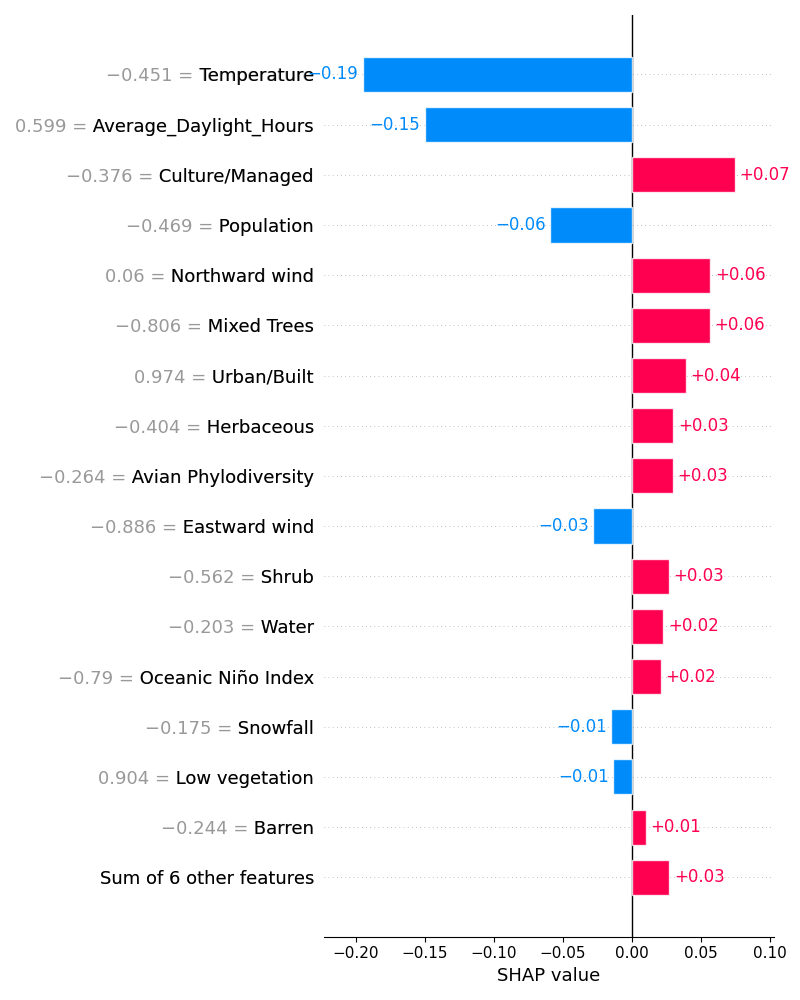 −0.451 = Temperature −0.19
0.599 = Average_Daylight_Hours −0.15
−0.376 = Culture/Managed +0.07
−0.469 = Population −0.06
0.06 = Northward wind +0.06
−0.806 = Mixed Trees +0.06
0.974 = Urban/Built +0.04
−0.404 = Herbaceous +0.03
−0.264 = Avian Phylodiversity +0.03
−0.886 = Eastward wind −0.03
−0.562 = Shrub +0.03
−0.203 = Water +0.02
−0.79 = Oceanic Niño Index +0.02
−0.175 = Snowfall −0.01
0.904 = Low vegetation −0.01
−0.244 = Barren +0.01
Sum of 6 other features +0.03
−0.20 −0.15 −0.10 −0.05 0.00 0.05 0.10
SHAP value